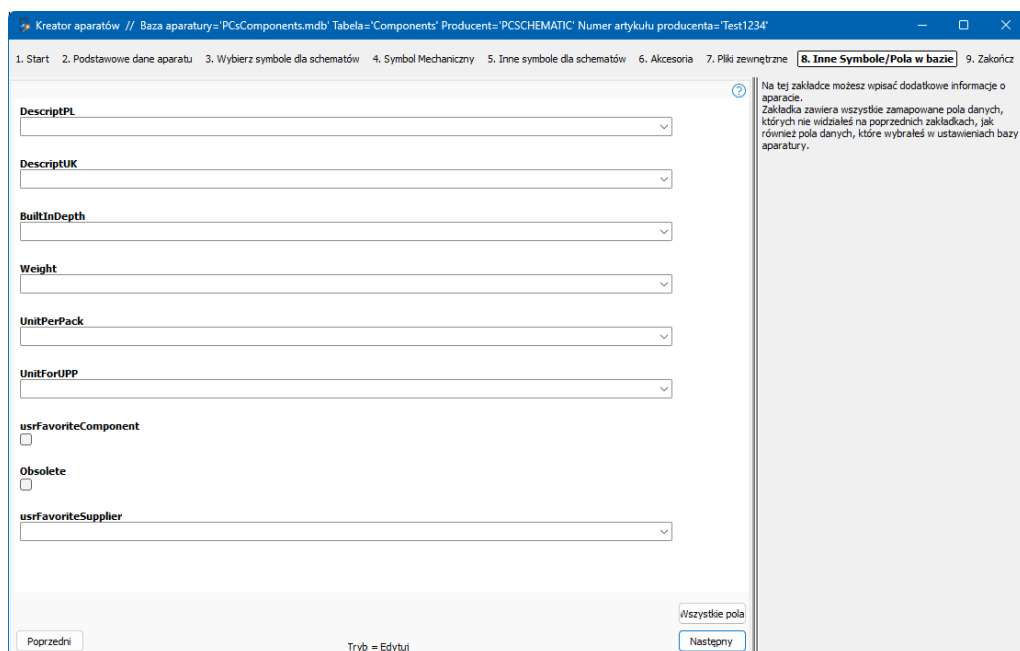 Kreator aparatów // Baza aparatury='PCsComponents.mdb' Tabela='Components' Producent='PCSCHEMATIC' Numer artykułu producenta='Test1234'
1. Start 2. Podstawowe dane aparatu 3. Wybierz symbole dla schematów 4. Symbol Mechaniczny 5. Inne symbole dla schematów 6. Akcesoria 7. Pliki zewnętrzne 8. Inne Symbole/Pola w bazie 9. Zakończ
DescriptPL
DescriptUK
BuiltInDepth
Weight
UnitPerPack
UnitForUPP
usrFavoriteComponent
Obsolete
usrFavoriteSupplier
Wszystkie pola
Poprzedni
Tryb = Edytuj
Następny
Na tej zakładce możesz wpisać dodatkowe informacje o
aparacie.
Zakładka zawiera wszystkie zamapowane pola danych,
których nie widziałeś na poprzednich zakładkach, jak
również pola danych, które wybrałeś w ustawieniach bazy
aparatury.